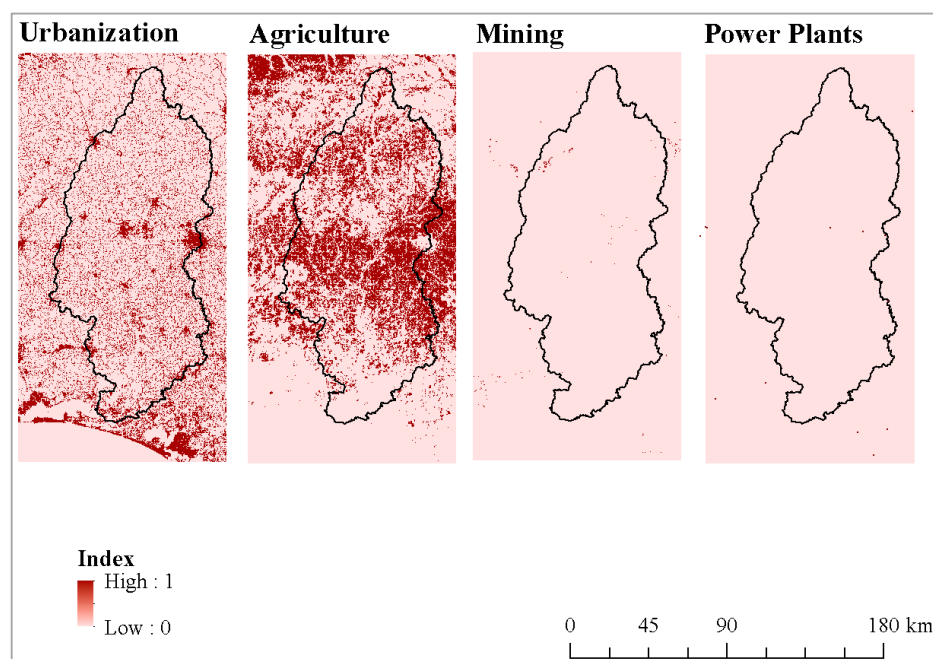 Urbanization Agriculture Mining Power Plants
Index
High : 1
Low : 0
0 45 90 180 km